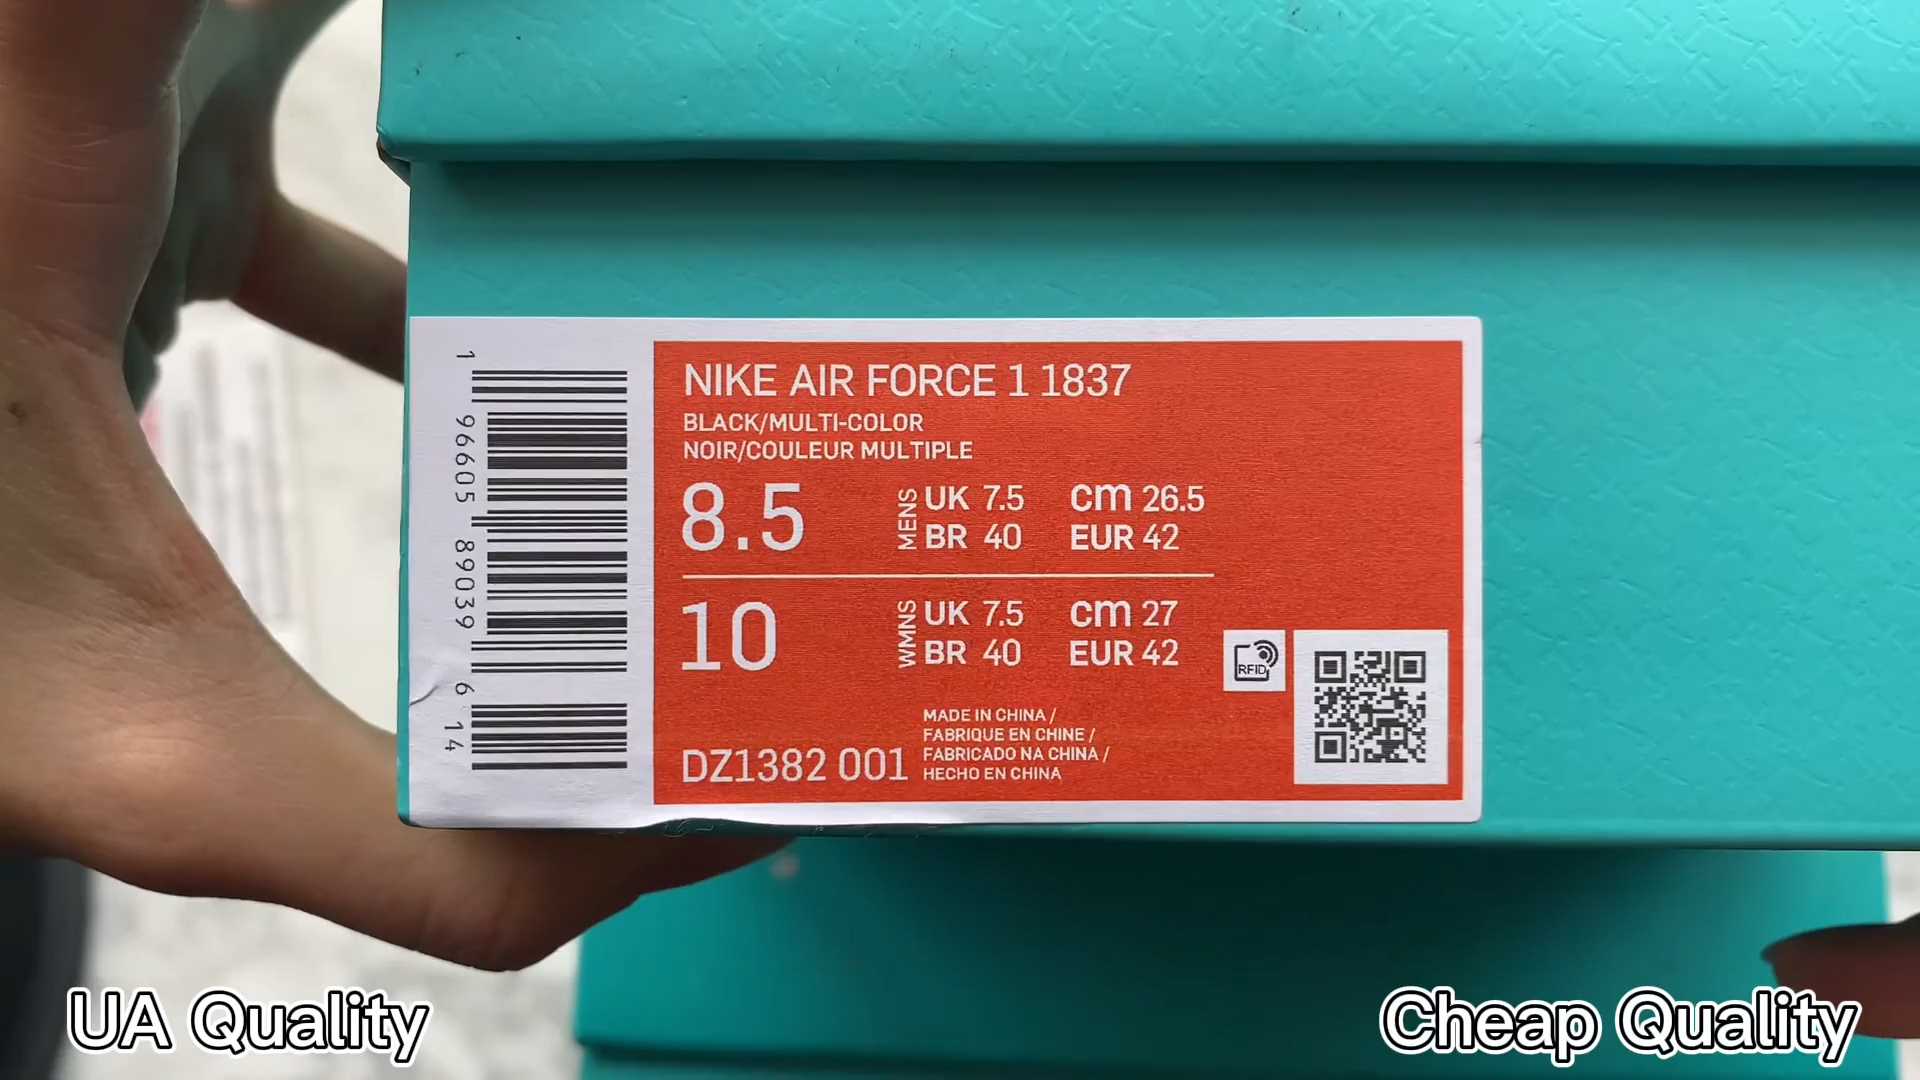 1
96605
89039
6
14
NIKE AIR FORCE 1 1837
BLACK/MULTI-COLOR
NOIR/COULEUR MULTIPLE
8.5
MENS
UK 7.5 cm 26.5
BR 40 EUR 42
10
WMNS
UK 7.5 cm 27
BR 40 EUR 42
RFID
MADE IN CHINA /
FABRIQUE EN CHINE /
FABRICADO NA CHINA /
HECHO EN CHINA
DZ1382 001
UA Quality
Cheap Quality